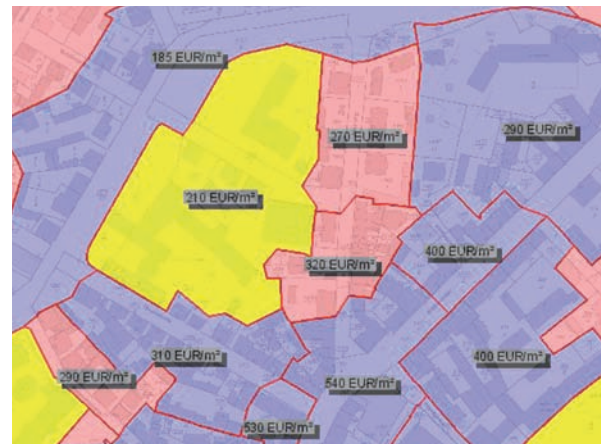 185 EUR/m²
270 EUR/m²
290 EUR/m²
210 EUR/m²
400 EUR/m²
320 EUR/m²
310 EUR/m²
400 EUR/m²
290 EUR/m²
540 EUR/m²
530 EUR/m²